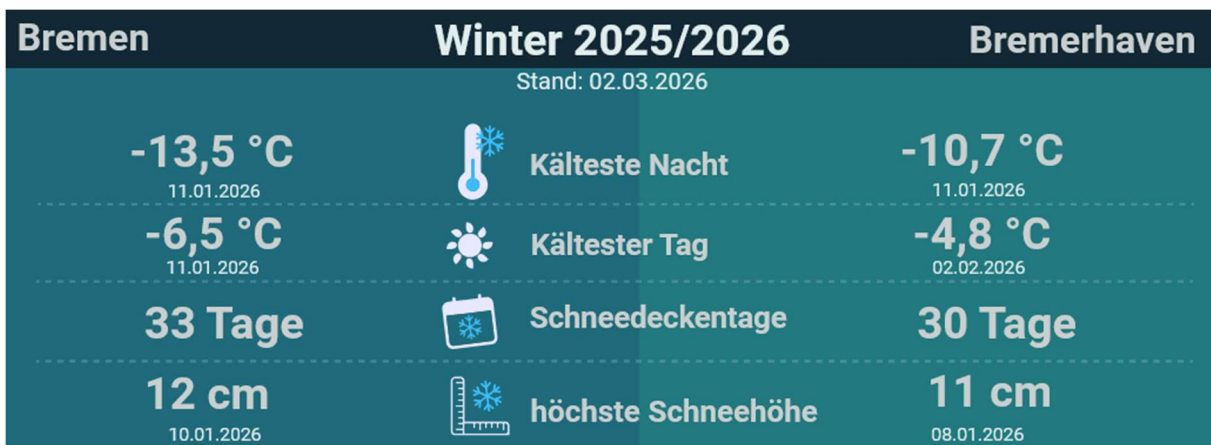 Bremen Winter 2025/2026 Bremerhaven
Stand: 02.03.2026
-13,5 °C Kälteste Nacht -10,7 °C
11.01.2026 11.01.2026
-6,5 °C Kältester Tag -4,8 °C
11.01.2026 02.02.2026
33 Tage Schneedeckentage 30 Tage
12 cm höchste Schneehöhe 11 cm
10.01.2026 08.01.2026